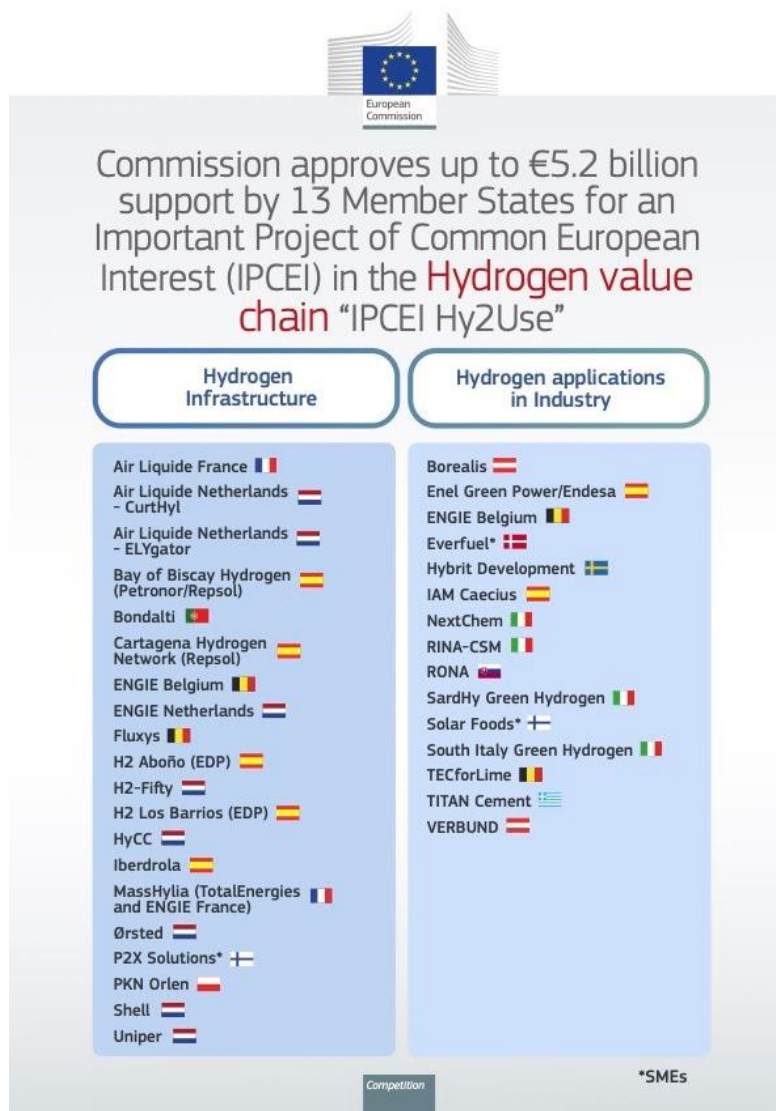 European
Commission
Commission approves up to €5.2 billion
support by 13 Member States for an
Important Project of Common European
Interest (IPCEI) in the Hydrogen value
chain “IPCEI Hy2Use”
Hydrogen
Infrastructure
Air Liquide France
Air Liquide Netherlands
- CurtHyl
Air Liquide Netherlands
- ELYgator
Bay of Biscay Hydrogen
(Petronor/Repsol)
Bondalti
Cartagena Hydrogen
Network (Repsol)
ENGIE Belgium
ENGIE Netherlands
Fluxys
H2 Aboño (EDP)
H2-Fifty
H2 Los Barrios (EDP)
HyCC
Iberdrola
MassHylia (TotalEnergies
and ENGIE France)
Ørsted
P2X Solutions*
PKN Orlen
Shell
Uniper
Hydrogen applications
in Industry
Borealis
Enel Green Power/Endesa
ENGIE Belgium
Everfuel*
Hybrit Development
IAM Caecius
NextChem
RINA-CSM
RONA
SardHy Green Hydrogen
Solar Foods*
South Italy Green Hydrogen
TECforLime
TITAN Cement
VERBUND
*SMEs
Competition